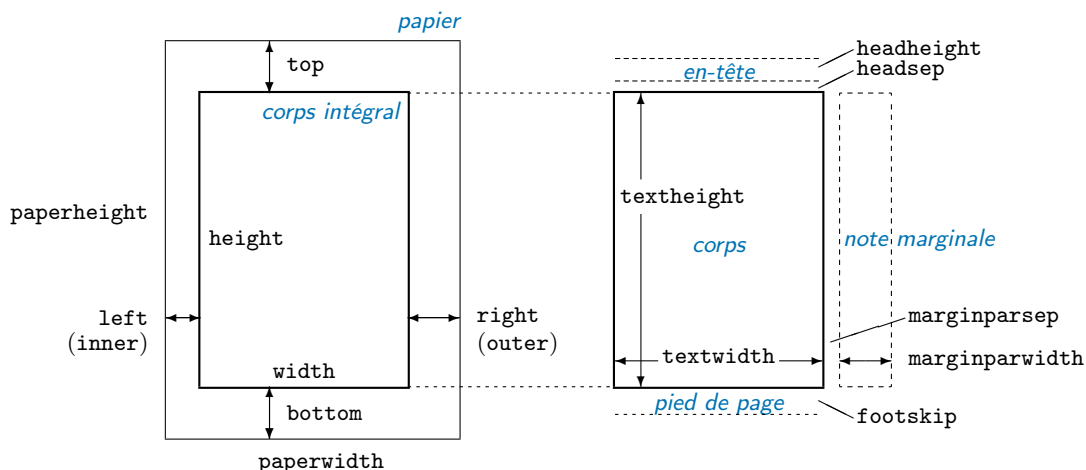 papier
top
corps intégral
paperheight
height
left
(inner)
right
(outer)
width
bottom
paperwidth
headheight
en-tête
headsep
textheight
corps
note marginale
marginparsep
textwidth
marginparwidth
pied de page
footskip